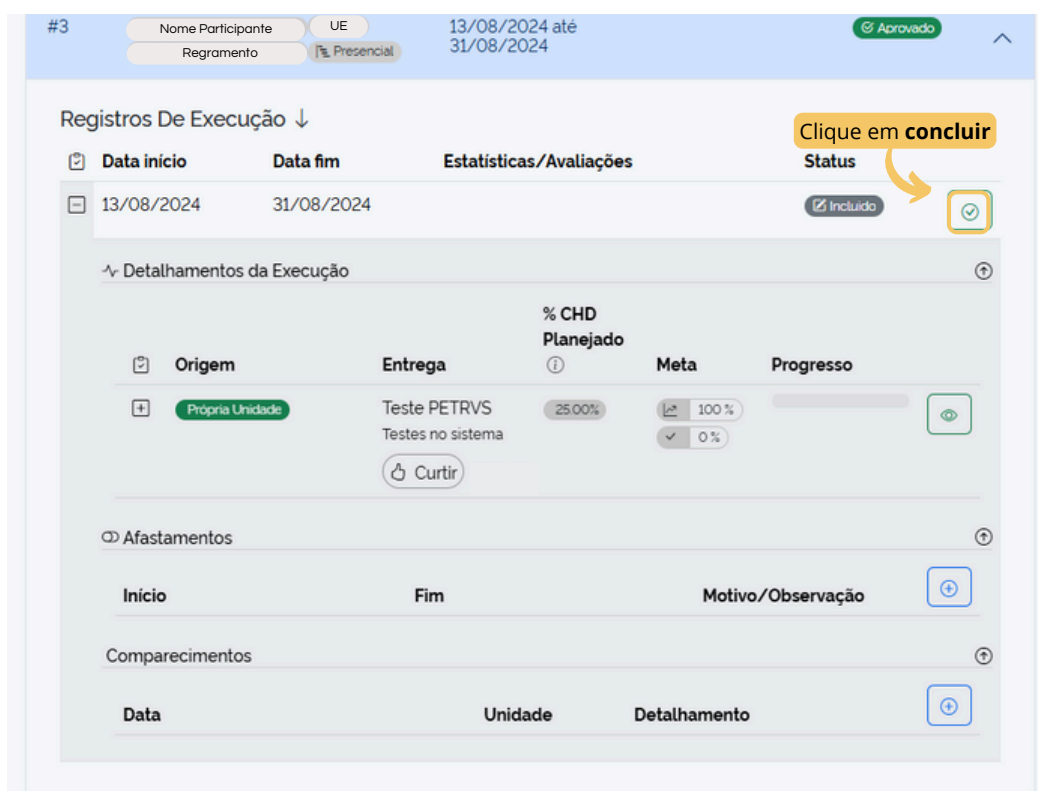 #3 Nome Participante UE 13/08/2024 até Aprovado
Regramento Presencial 31/08/2024
Registros De Execução ↓
Clique em concluir
Data início Data fim Estatísticas/Avaliações Status
13/08/2024 31/08/2024 Incluido
Detalhamentos da Execução
% CHD
Planejado
Origem Entrega Meta Progresso
Própria Unidade Teste PETRVS 25.00% 100 %
Testes no sistema 0 %
Curtir
Afastamentos
Início Fim Motivo/Observação
Comparecimentos
Data Unidade Detalhamento